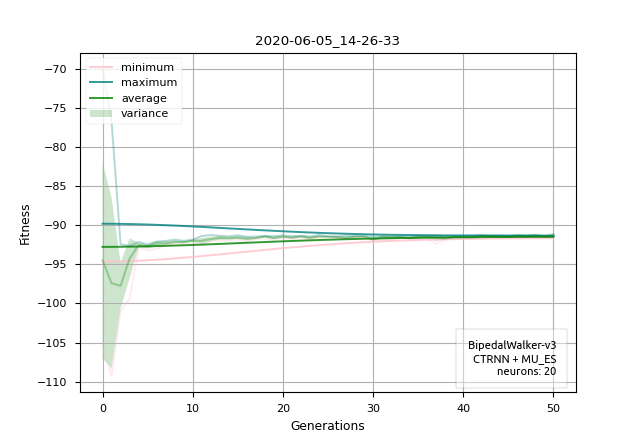 2020-06-05_14-26-33
minimum
maximum
average
variance
−70
−75
−80
−85
−90
−95
−100
−105
−110
Fitness
BipedalWalker-v3
CTRNN + MU_ES
neurons: 20
0 10 20 30 40 50
Generations